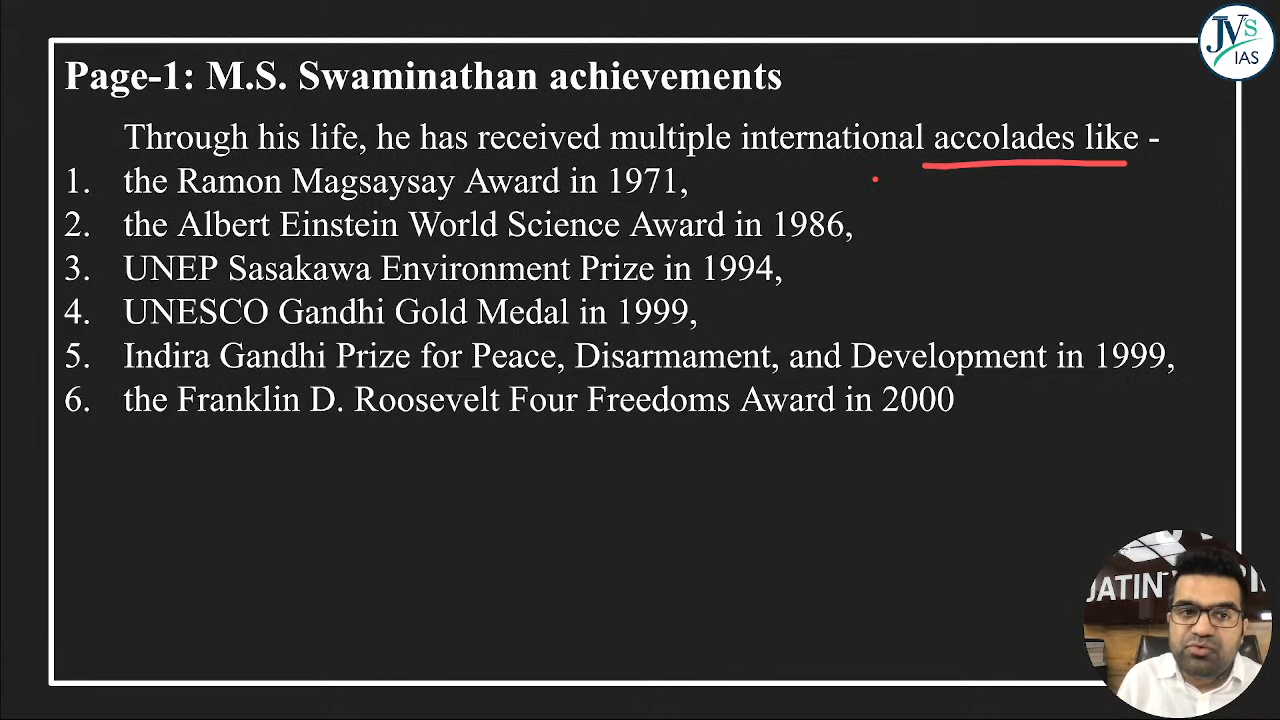 JVS
IAS
Page-1: M.S. Swaminathan achievements
Through his life, he has received multiple international accolades like -
1. the Ramon Magsaysay Award in 1971,
2. the Albert Einstein World Science Award in 1986,
3. UNEP Sasakawa Environment Prize in 1994,
4. UNESCO Gandhi Gold Medal in 1999,
5. Indira Gandhi Prize for Peace, Disarmament, and Development in 1999,
6. the Franklin D. Roosevelt Four Freedoms Award in 2000
JATIN